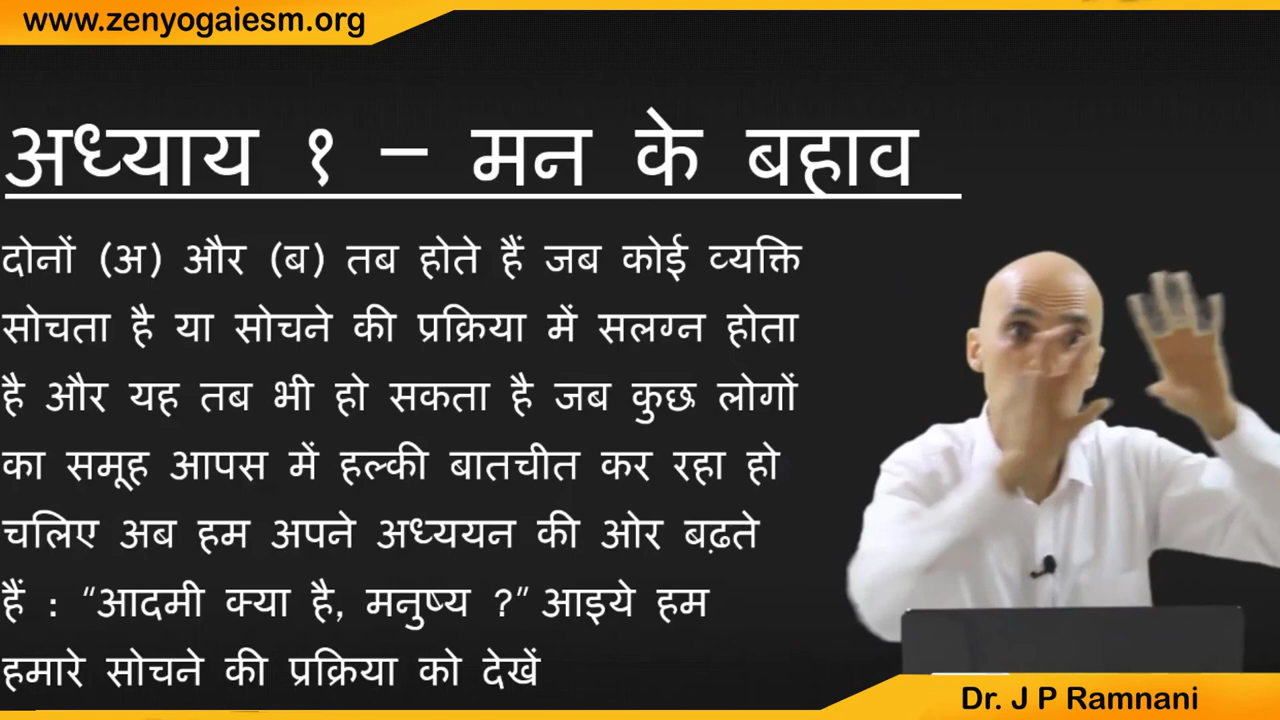 www.zenyogaiesm.org
अध्याय १ – मन के बहाव
दोनों (अ) और (ब) तब होते हैं जब कोई व्यक्ति
सोचता है या सोचने की प्रक्रिया में सलग्न होता
है और यह तब भी हो सकता है जब कुछ लोगों
का समूह आपस में हल्की बातचीत कर रहा हो
चलिए अब हम अपने अध्ययन की ओर बढ़ते
हैं : “आदमी क्या है, मनुष्य ?” आइये हम
हमारे सोचने की प्रक्रिया को देखें
Dr. J P Ramnani